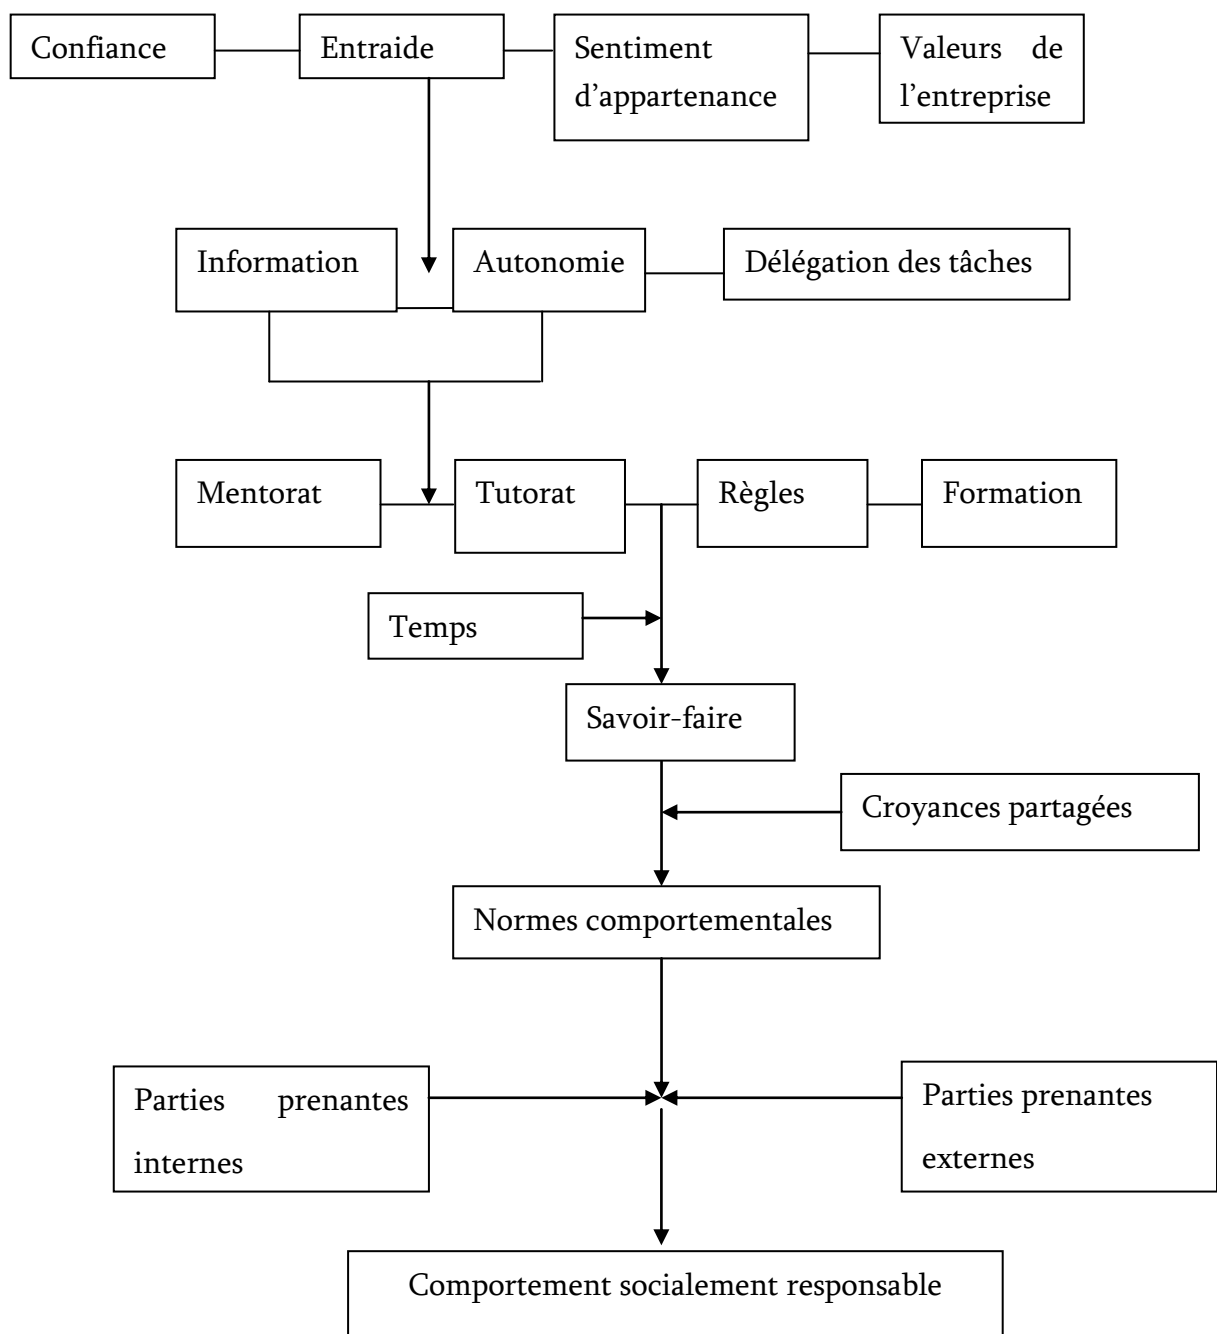 Confiance
Entraide
Sentiment
d'appartenance
Valeurs de
l’entreprise
Information
Autonomie
Délégation des tâches
Mentorat
Tutorat
Règles
Formation
Temps
Savoir-faire
Croyances partagées
Normes comportementales
Parties prenantes
internes
Parties prenantes
externes
Comportement socialement responsable